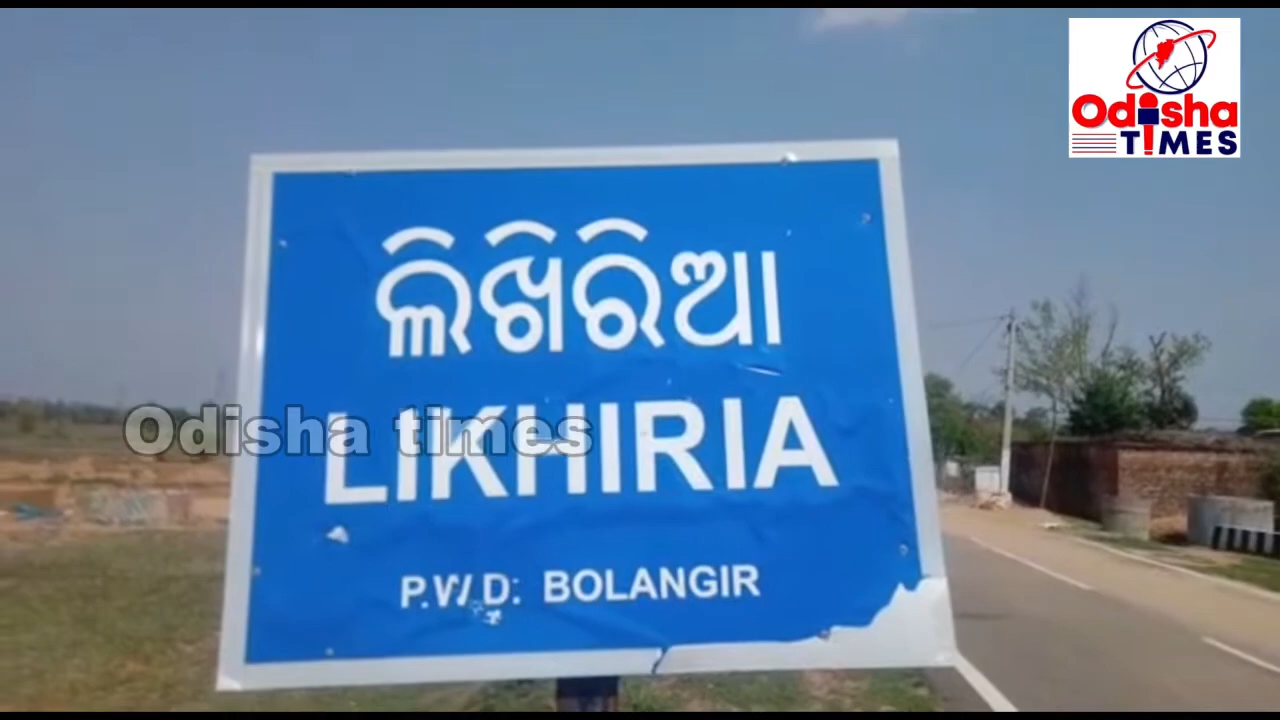 Odisha
TIMES
ଲିଖିରିଆ
LIKHIRIA
Odisha times
P.W.D: BOLANGIR